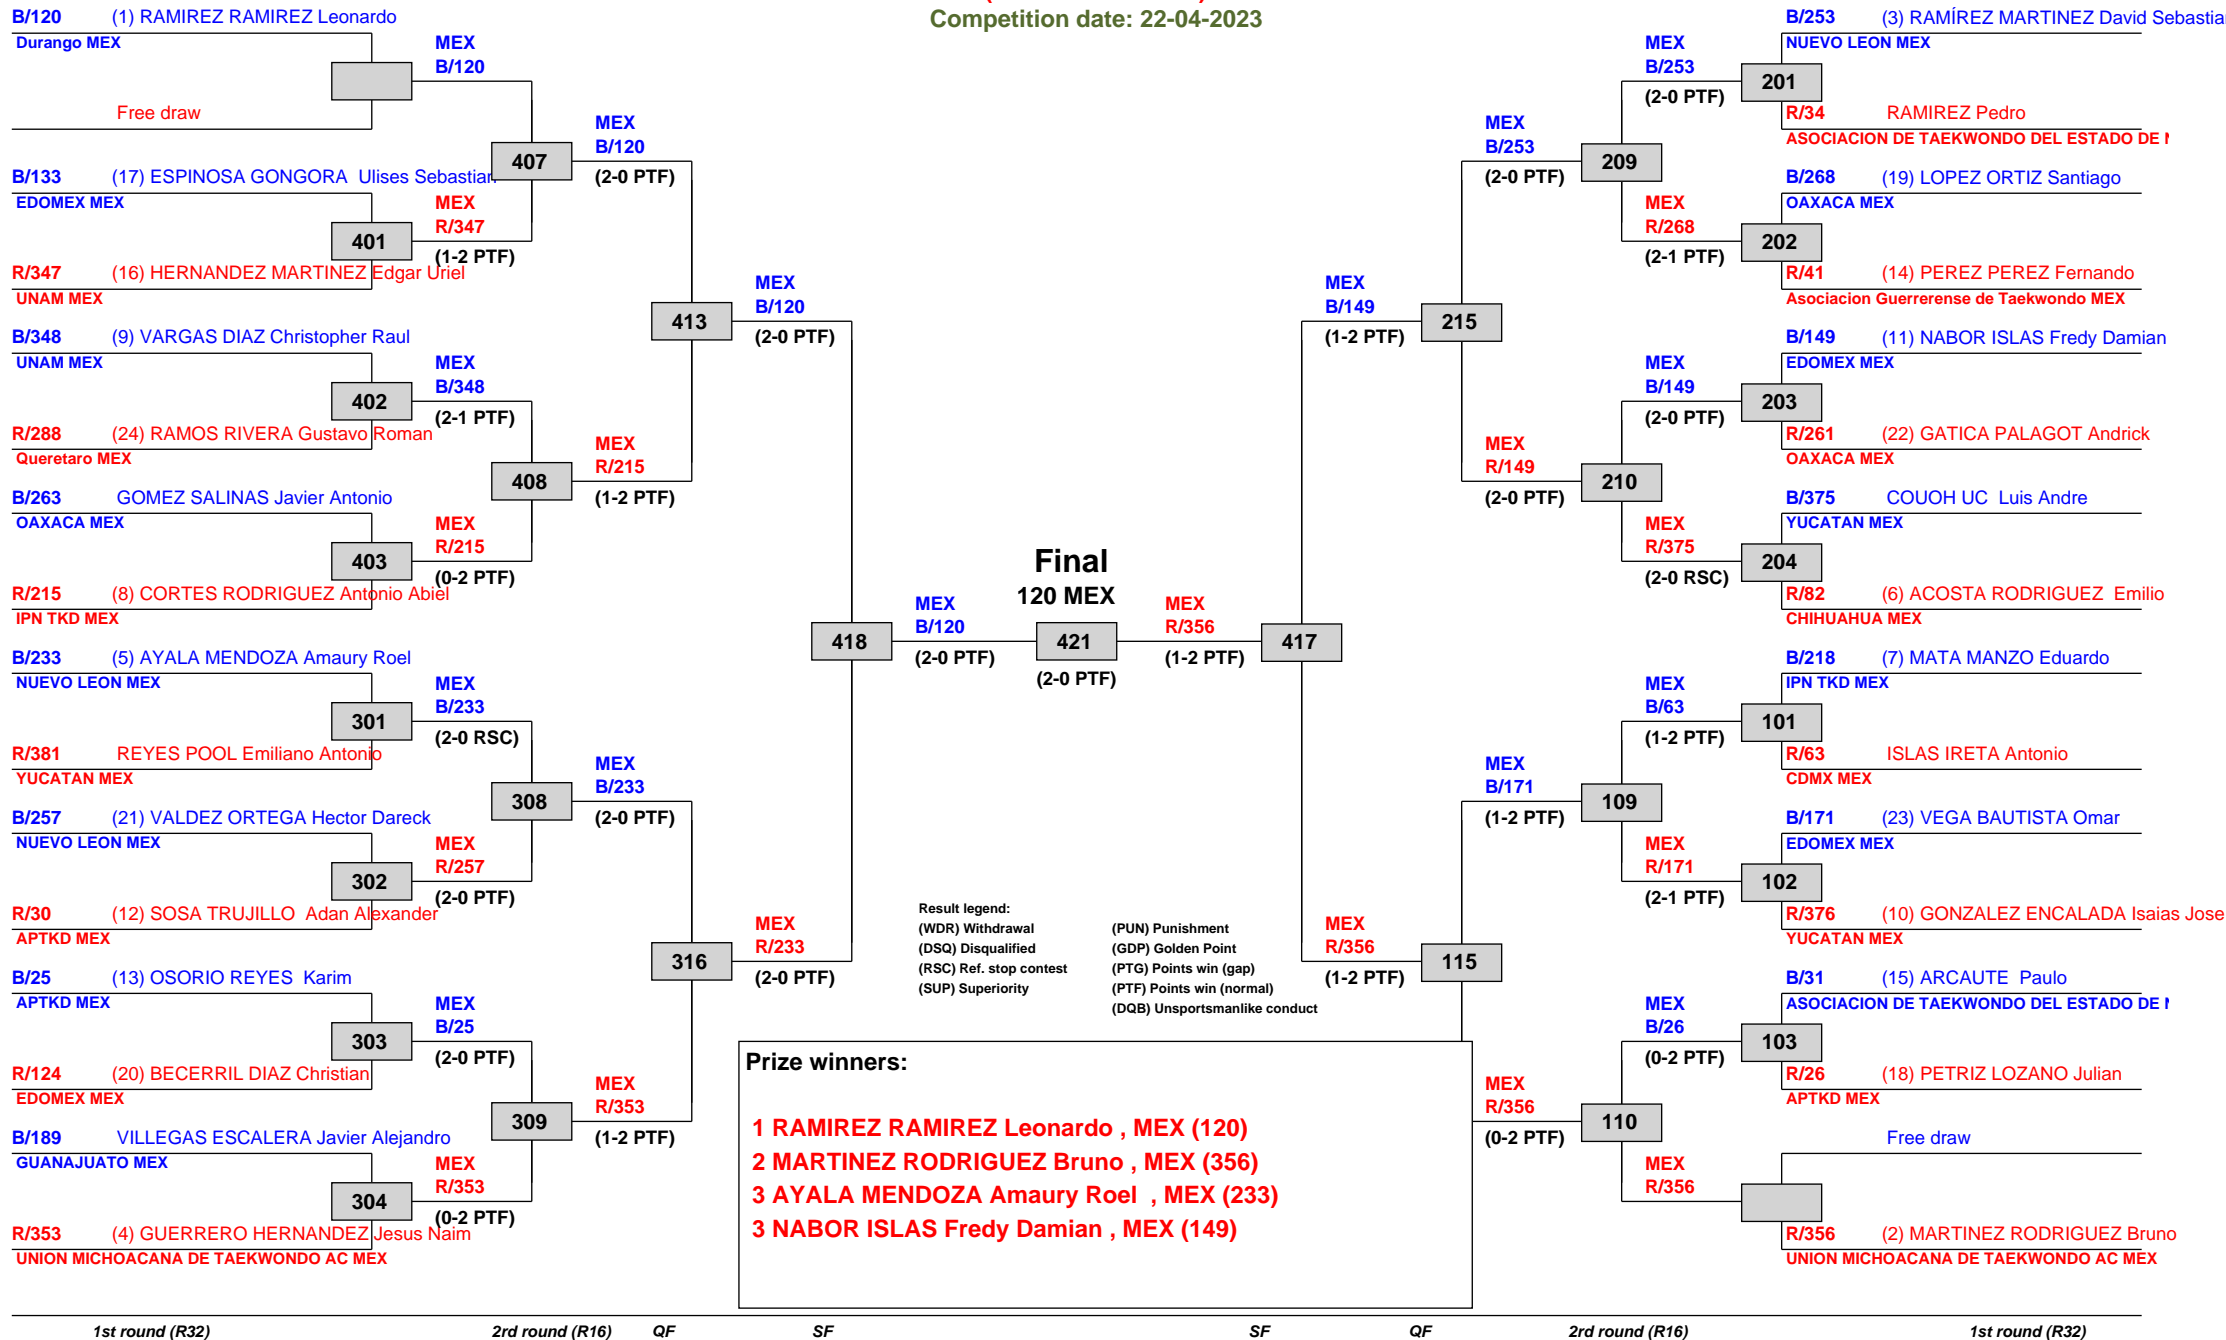 Competition date: 22-04-2023
B/120 (1) RAMIREZ RAMIREZ Leonardo
Durango MEX
Free draw
MEX
B/120
B/133 (17) ESPINOSA GONGORA Ulises Sebastian
EDOMEX MEX
401
R/347 (16) HERNANDEZ MARTINEZ Edgar Uriel
UNAM MEX
MEX
R/347
(1-2 PTF)
407
MEX
B/120
(2-0 PTF)
B/348 (9) VARGAS DIAZ Christopher Raul
UNAM MEX
402
R/288 (24) RAMOS RIVERA Gustavo Roman
Queretaro MEX
MEX
B/348
(2-1 PTF)
B/263 GOMEZ SALINAS Javier Antonio
OAXACA MEX
403
R/215 (8) CORTES RODRIGUEZ Antonio Abiel
IPN TKD MEX
MEX
R/215
(0-2 PTF)
408
MEX
R/215
(1-2 PTF)
413
MEX
B/120
(2-0 PTF)
B/233 (5) AYALA MENDOZA Amaury Roel
NUEVO LEON MEX
301
R/381 REYES POOL Emiliano Antonio
YUCATAN MEX
MEX
B/233
(2-0 RSC)
B/257 (21) VALDEZ ORTEGA Hector Dareck
NUEVO LEON MEX
302
R/30 (12) SOSA TRUJILLO Adan Alexander
APTKD MEX
MEX
R/257
(2-0 PTF)
308
MEX
B/233
(2-0 PTF)
B/25 (13) OSORIO REYES Karim
APTKD MEX
303
R/124 (20) BECERRIL DIAZ Christian
EDOMEX MEX
MEX
B/25
(2-0 PTF)
B/189 VILLEGAS ESCALERA Javier Alejandro
GUANAJUATO MEX
304
R/353 (4) GUERRERO HERNANDEZ Jesus Naim
UNION MICHOACANA DE TAEKWONDO AC MEX
MEX
R/353
(0-2 PTF)
309
MEX
R/353
(1-2 PTF)
316
MEX
R/233
(2-0 PTF)
418
MEX
B/120
(2-0 PTF)
Final
120 MEX
421
(2-0 PTF)
MEX
R/356
(1-2 PTF)
417
MEX
B/149
(1-2 PTF)
215
MEX
B/253
(2-0 PTF)
209
MEX
B/253
(2-0 PTF)
201
B/253 (3) RAMÍREZ MARTINEZ David Sebastia
NUEVO LEON MEX
R/34 RAMIREZ Pedro
ASOCIACION DE TAEKWONDO DEL ESTADO DE
MEX
R/268
(2-1 PTF)
202
B/268 (19) LOPEZ ORTIZ Santiago
OAXACA MEX
R/41 (14) PEREZ PEREZ Fernando
Asociacion Guerrerense de Taekwondo MEX
MEX
R/149
(2-0 PTF)
210
MEX
B/149
(2-0 PTF)
203
B/149 (11) NABOR ISLAS Fredy Damian
EDOMEX MEX
R/261 (22) GATICA PALAGOT Andrick
OAXACA MEX
MEX
R/375
(2-0 RSC)
204
B/375 COUOH UC Luis Andre
YUCATAN MEX
R/82 (6) ACOSTA RODRIGUEZ Emilio
CHIHUAHUA MEX
MEX
R/356
(1-2 PTF)
115
MEX
B/171
(1-2 PTF)
109
MEX
B/63
(1-2 PTF)
101
B/218 (7) MATA MANZO Eduardo
IPN TKD MEX
R/63 ISLAS IRETA Antonio
CDMX MEX
MEX
R/171
(2-1 PTF)
102
B/171 (23) VEGA BAUTISTA Omar
EDOMEX MEX
R/376 (10) GONZALEZ ENCALADA Isaias Jose
YUCATAN MEX
MEX
R/356
(0-2 PTF)
110
MEX
B/26
(0-2 PTF)
103
B/31 (15) ARCAUTE Paulo
ASOCIACION DE TAEKWONDO DEL ESTADO DE
R/26 (18) PETRIZ LOZANO Julian
APTKD MEX
MEX
R/356
Free draw
R/356 (2) MARTINEZ RODRIGUEZ Bruno
UNION MICHOACANA DE TAEKWONDO AC MEX
Result legend:
(WDR) Withdrawal
(DSQ) Disqualified
(RSC) Ref. stop contest
(SUP) Superiority
(PUN) Punishment
(GDP) Golden Point
(PTG) Points win (gap)
(PTF) Points win (normal)
(DQB) Unsportsmanlike conduct
Prize winners:
1 RAMIREZ RAMIREZ Leonardo , MEX (120)
2 MARTINEZ RODRIGUEZ Bruno , MEX (356)
3 AYALA MENDOZA Amaury Roel , MEX (233)
3 NABOR ISLAS Fredy Damian , MEX (149)
1st round (R32) 2rd round (R16) QF SF SF QF 2rd round (R16) 1st round (R32)